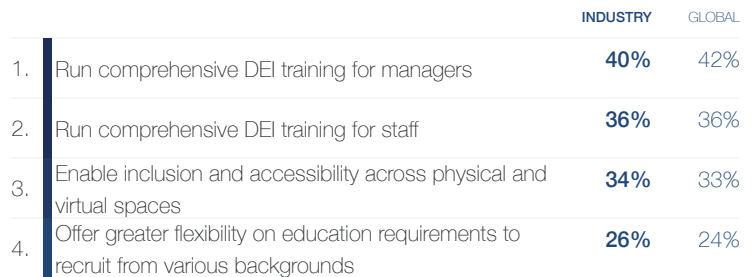 INDUSTRY GLOBAL
1. Run comprehensive DEI training for managers 40% 42%
2. Run comprehensive DEI training for staff 36% 36%
3. Enable inclusion and accessibility across physical and
virtual spaces 34% 33%
4. Offer greater flexibility on education requirements to
recruit from various backgrounds 26% 24%